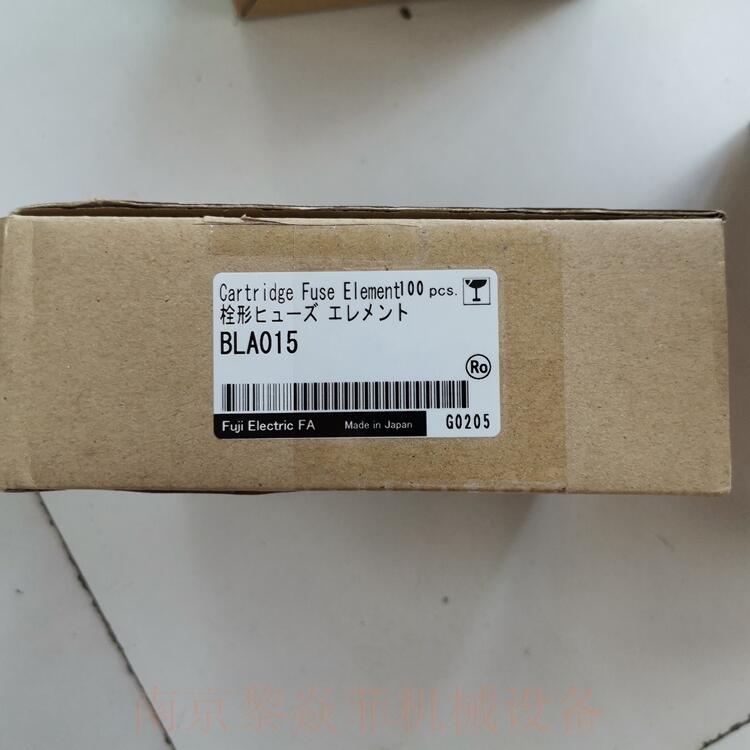 Cartridge Fuse Element100 pcs.
栓形ヒューズ エレメント
BLA015
Ro
Fuji Electric FA Made in Japan G0205
南京黎焱菲机械设备